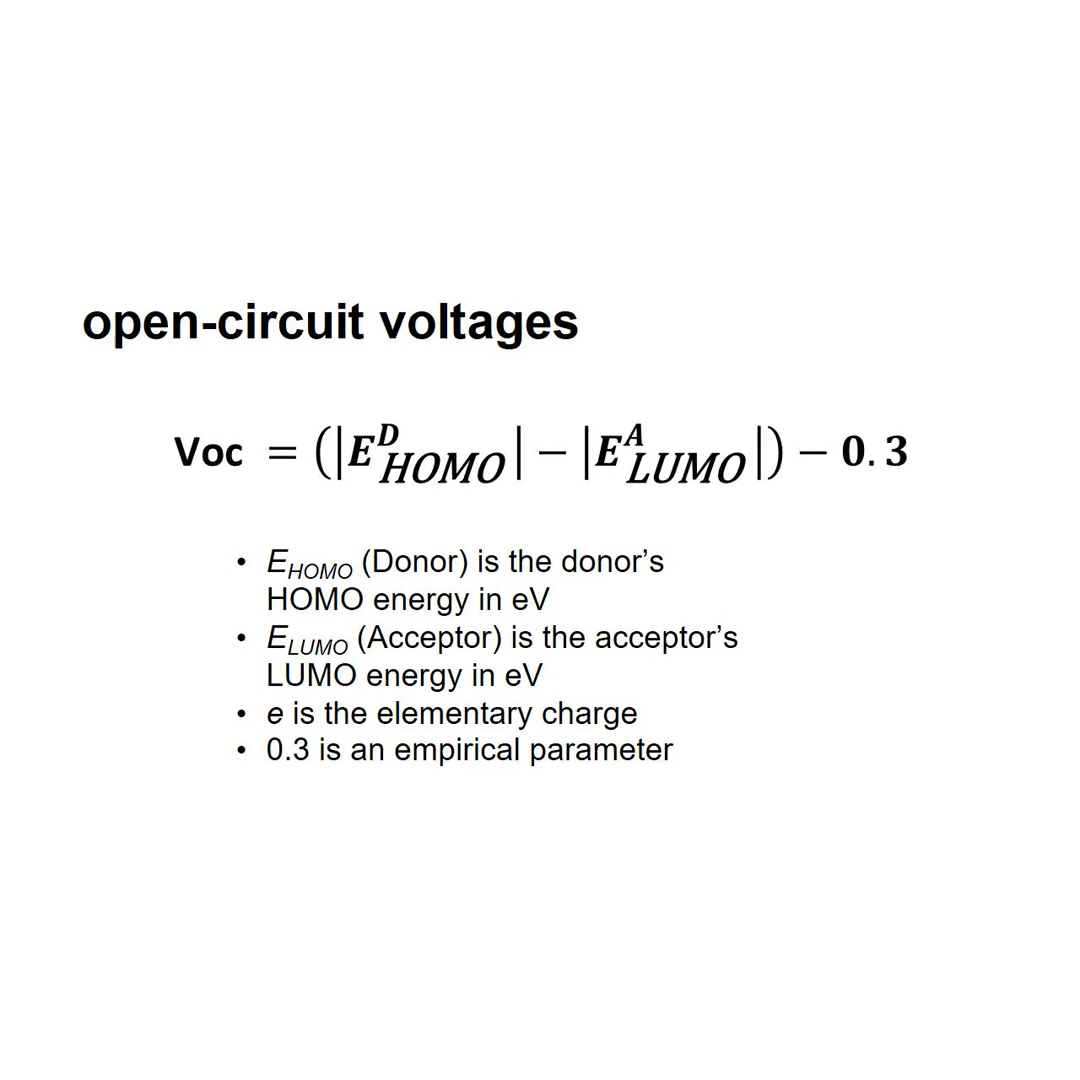 open-circuit voltages
Voc = (|E^D_HOMO| − |E^A_LUMO|) − 0.3
• E_HOMO (Donor) is the donor’s
HOMO energy in eV
• E_LUMO (Acceptor) is the acceptor’s
LUMO energy in eV
• e is the elementary charge
• 0.3 is an empirical parameter